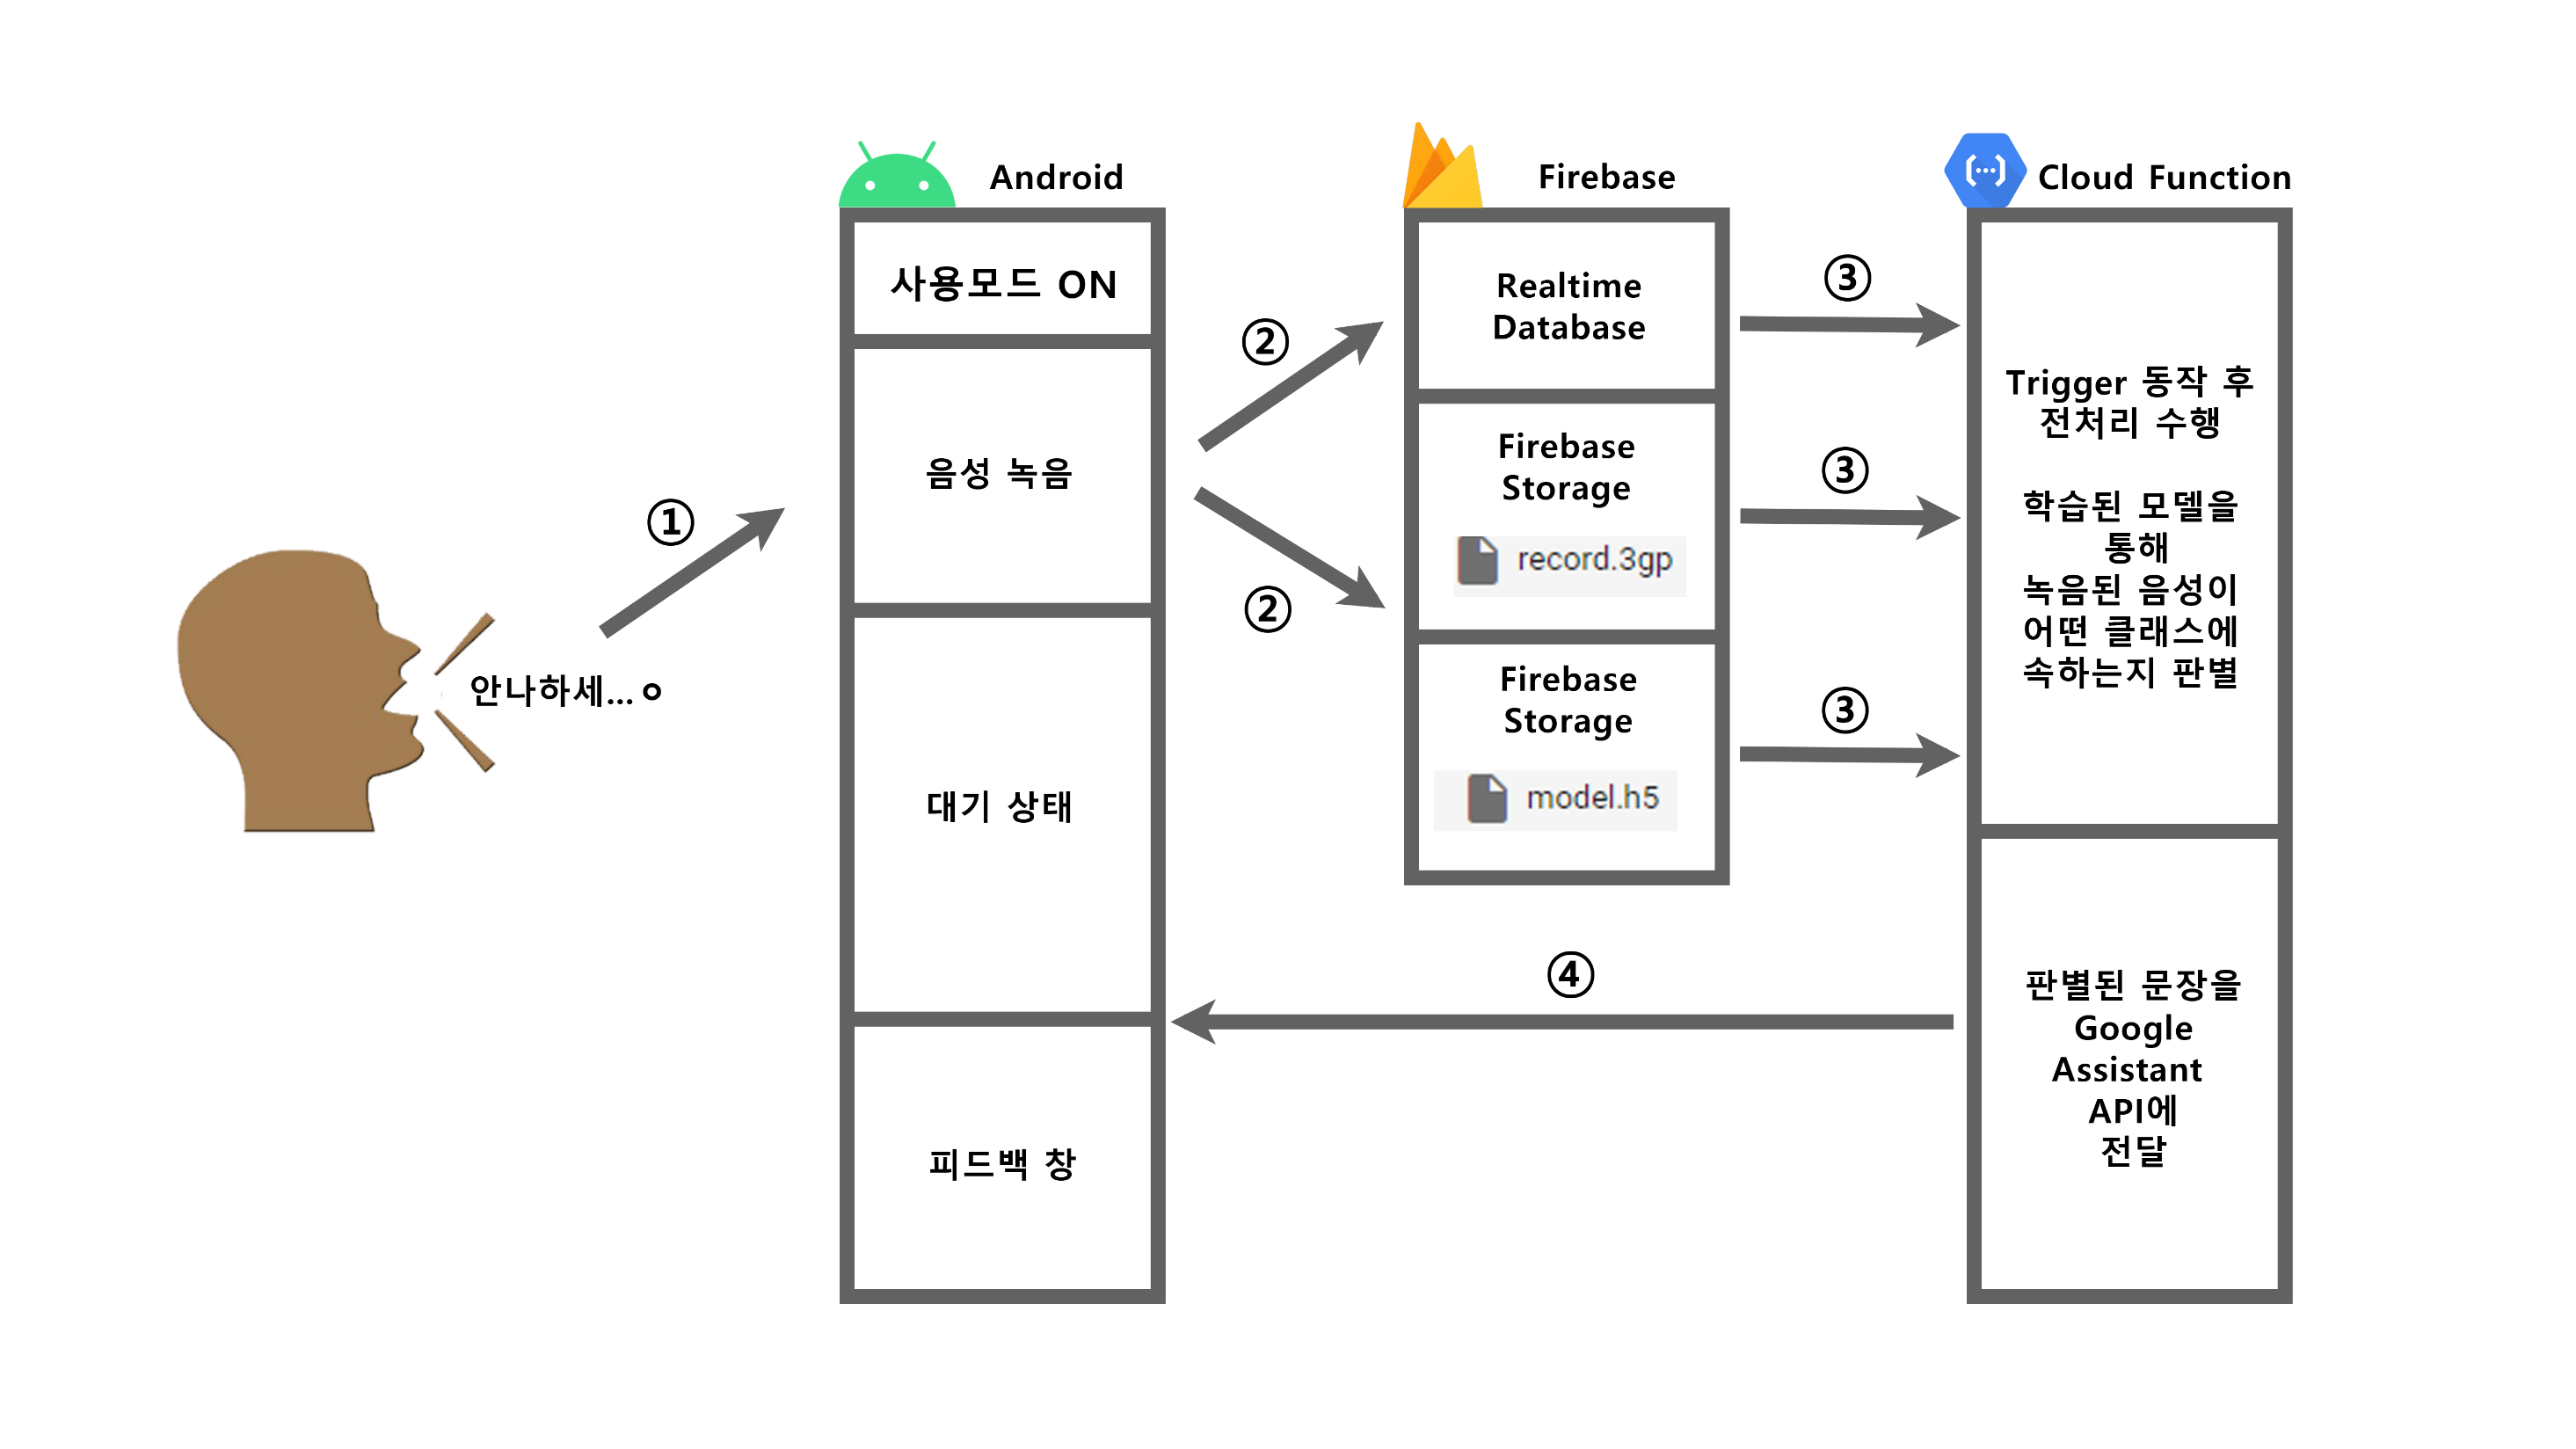 안나하세...ㅇ
①
Android
사용모드 ON
음성 녹음
대기 상태
피드백 창
②
②
Firebase
Realtime
Database
Firebase
Storage
record.3gp
Firebase
Storage
model.h5
③
③
③
Cloud Function
Trigger 동작 후
전처리 수행
학습된 모델을
통해
녹음된 음성이
어떤 클래스에
속하는지 판별
판별된 문장을
Google
Assistant
API에
전달
④